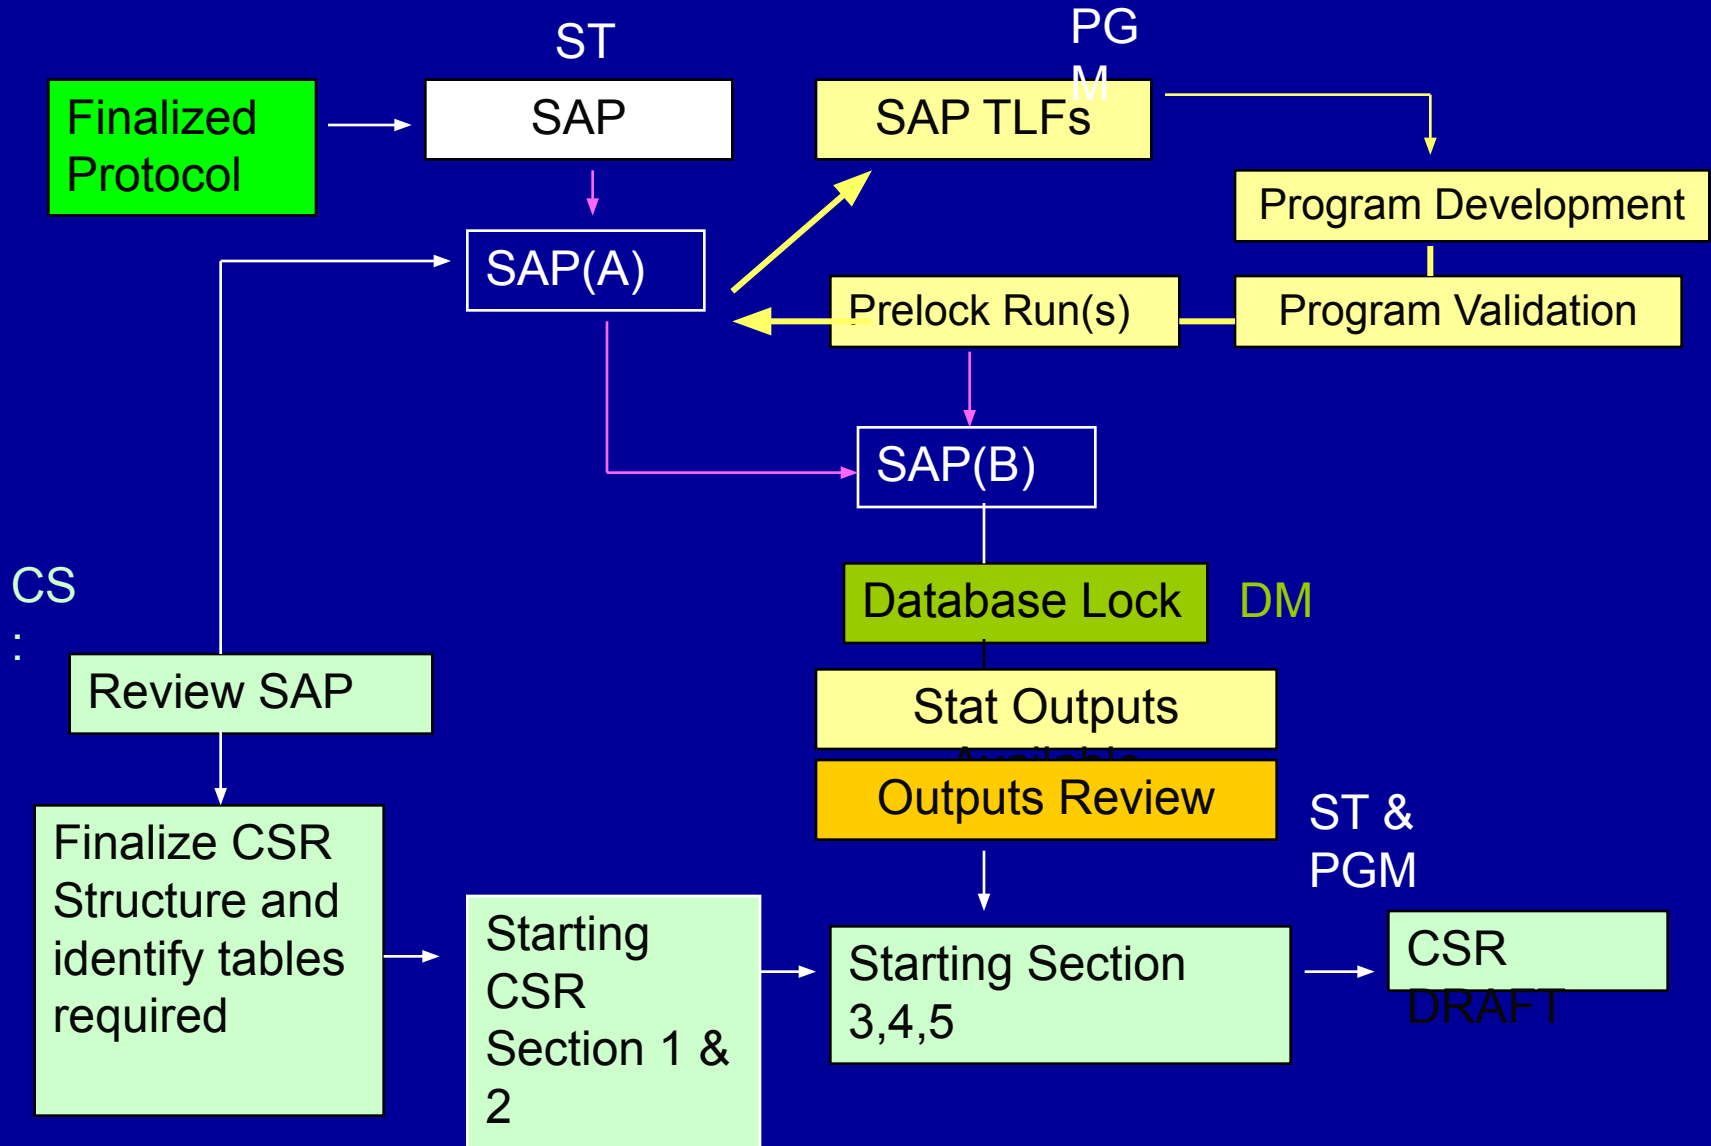 ST
PG
M
Finalized
Protocol
SAP
SAP TLFs
Program Development
SAP(A)
Prelock Run(s)
Program Validation
SAP(B)
CS
:
Database Lock
DM
Review SAP
Stat Outputs
Available
Outputs Review
ST &
PGM
Finalize CSR
Structure and
identify tables
required
Starting
CSR
Section 1 &
2
Starting Section
3,4,5
CSR
DRAFT